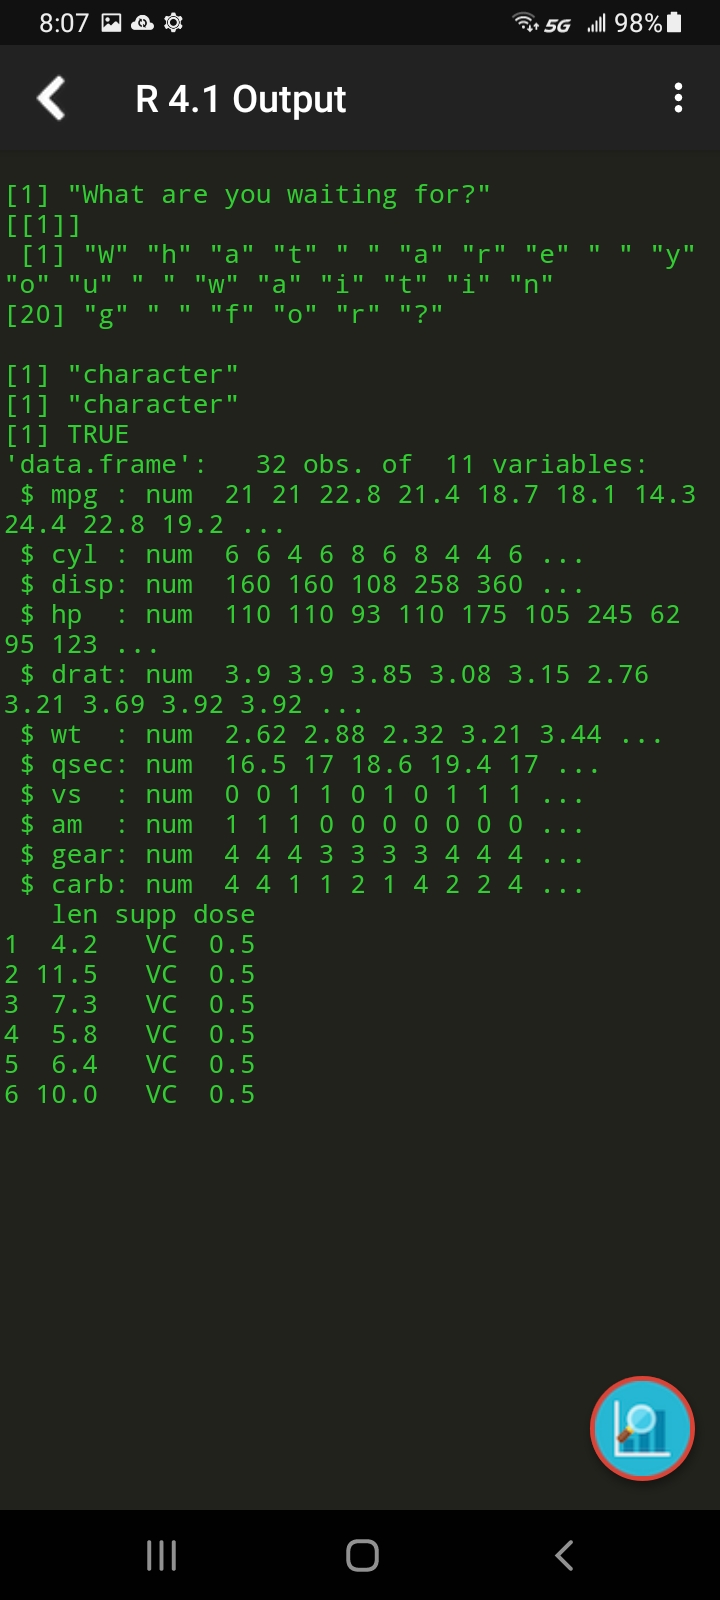 8:07 5G 98%
R 4.1 Output
[1] "What are you waiting for?"
[[1]]
 [1] "W" "h" "a" "t" " " "a" "r" "e" " " "y"
"o" "u" " " "w" "a" "i" "t" "i" "n"
[20] "g" " " "f" "o" "r" "?"
[1] "character"
[1] "character"
[1] TRUE
'data.frame':   32 obs. of  11 variables:
 $ mpg : num  21 21 22.8 21.4 18.7 18.1 14.3
24.4 22.8 19.2 ...
 $ cyl : num  6 6 4 6 8 6 8 4 4 6 ...
 $ disp: num  160 160 108 258 360 ...
 $ hp  : num  110 110 93 110 175 105 245 62
95 123 ...
 $ drat: num  3.9 3.9 3.85 3.08 3.15 2.76
3.21 3.69 3.92 3.92 ...
 $ wt  : num  2.62 2.88 2.32 3.21 3.44 ...
 $ qsec: num  16.5 17 18.6 19.4 17 ...
 $ vs  : num  0 0 1 1 0 1 0 1 1 1 ...
 $ am  : num  1 1 1 0 0 0 0 0 0 0 ...
 $ gear: num  4 4 4 3 3 3 3 4 4 4 ...
 $ carb: num  4 4 1 1 2 1 4 2 2 4 ...
   len supp dose
1  4.2   VC  0.5
2 11.5   VC  0.5
3  7.3   VC  0.5
4  5.8   VC  0.5
5  6.4   VC  0.5
6 10.0   VC  0.5